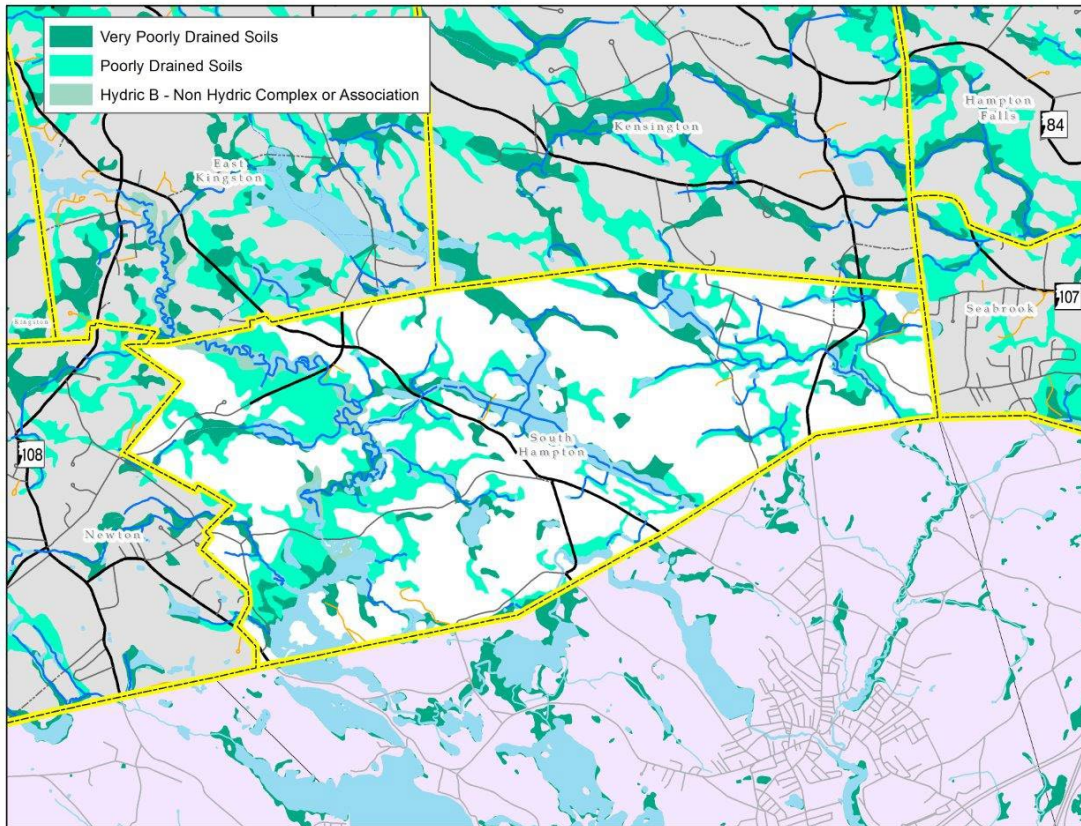 Very Poorly Drained Soils
Poorly Drained Soils
Hydric B - Non Hydric Complex or Association
Hampton
Falls
84
Kensington
East
Kingston
107
Seabrook
Kingston
South
Hampton
108
Newton